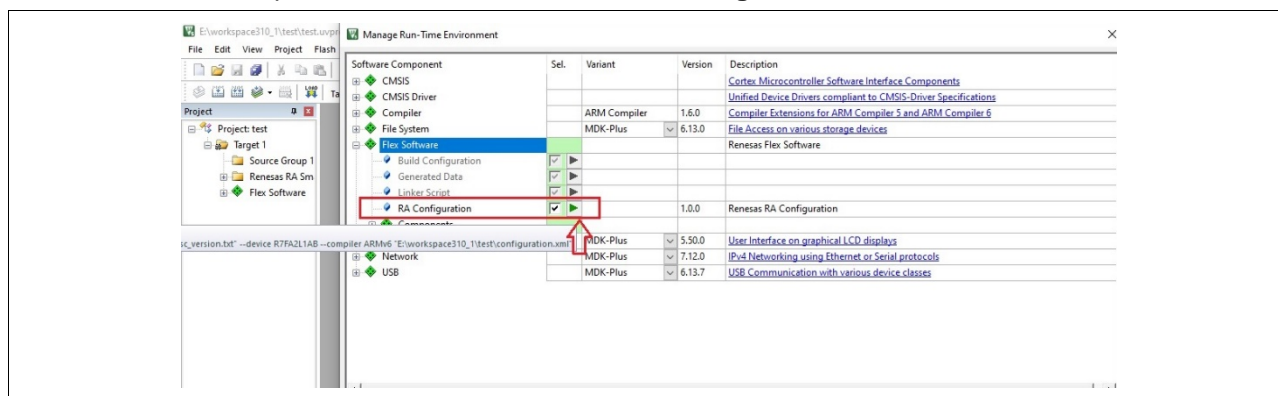 E:\workspace310_1\test\test.uvpr
Manage Run-Time Environment
File Edit View Project Flash
Software Component Sel. Variant Version Description
CMSIS Cortex Microcontroller Software Interface Components
CMSIS Driver Unified Device Drivers compliant to CMSIS-Driver Specifications
Compiler ARM Compiler 1.6.0 Compiler Extensions for ARM Compiler 5 and ARM Compiler 6
File System MDK-Plus 6.13.0 File Access on various storage devices
Flex Software Renesas Flex Software
Build Configuration
Generated Data
Linker Script
RA Configuration 1.0.0 Renesas RA Configuration
Components
MDK-Plus 5.50.0 User Interface on graphical LCD displays
Network MDK-Plus 7.12.0 IPv4 Networking using Ethernet or Serial protocols
USB MDK-Plus 6.13.7 USB Communication with various device classes
LOAD Ta
Project
Project: test
Target 1
Source Group 1
Renesas RA Sm
Flex Software
sc_version.txt" --device R7FA2L1AB --compiler ARMv6 "E:\workspace310_1\test\configuration.xml"